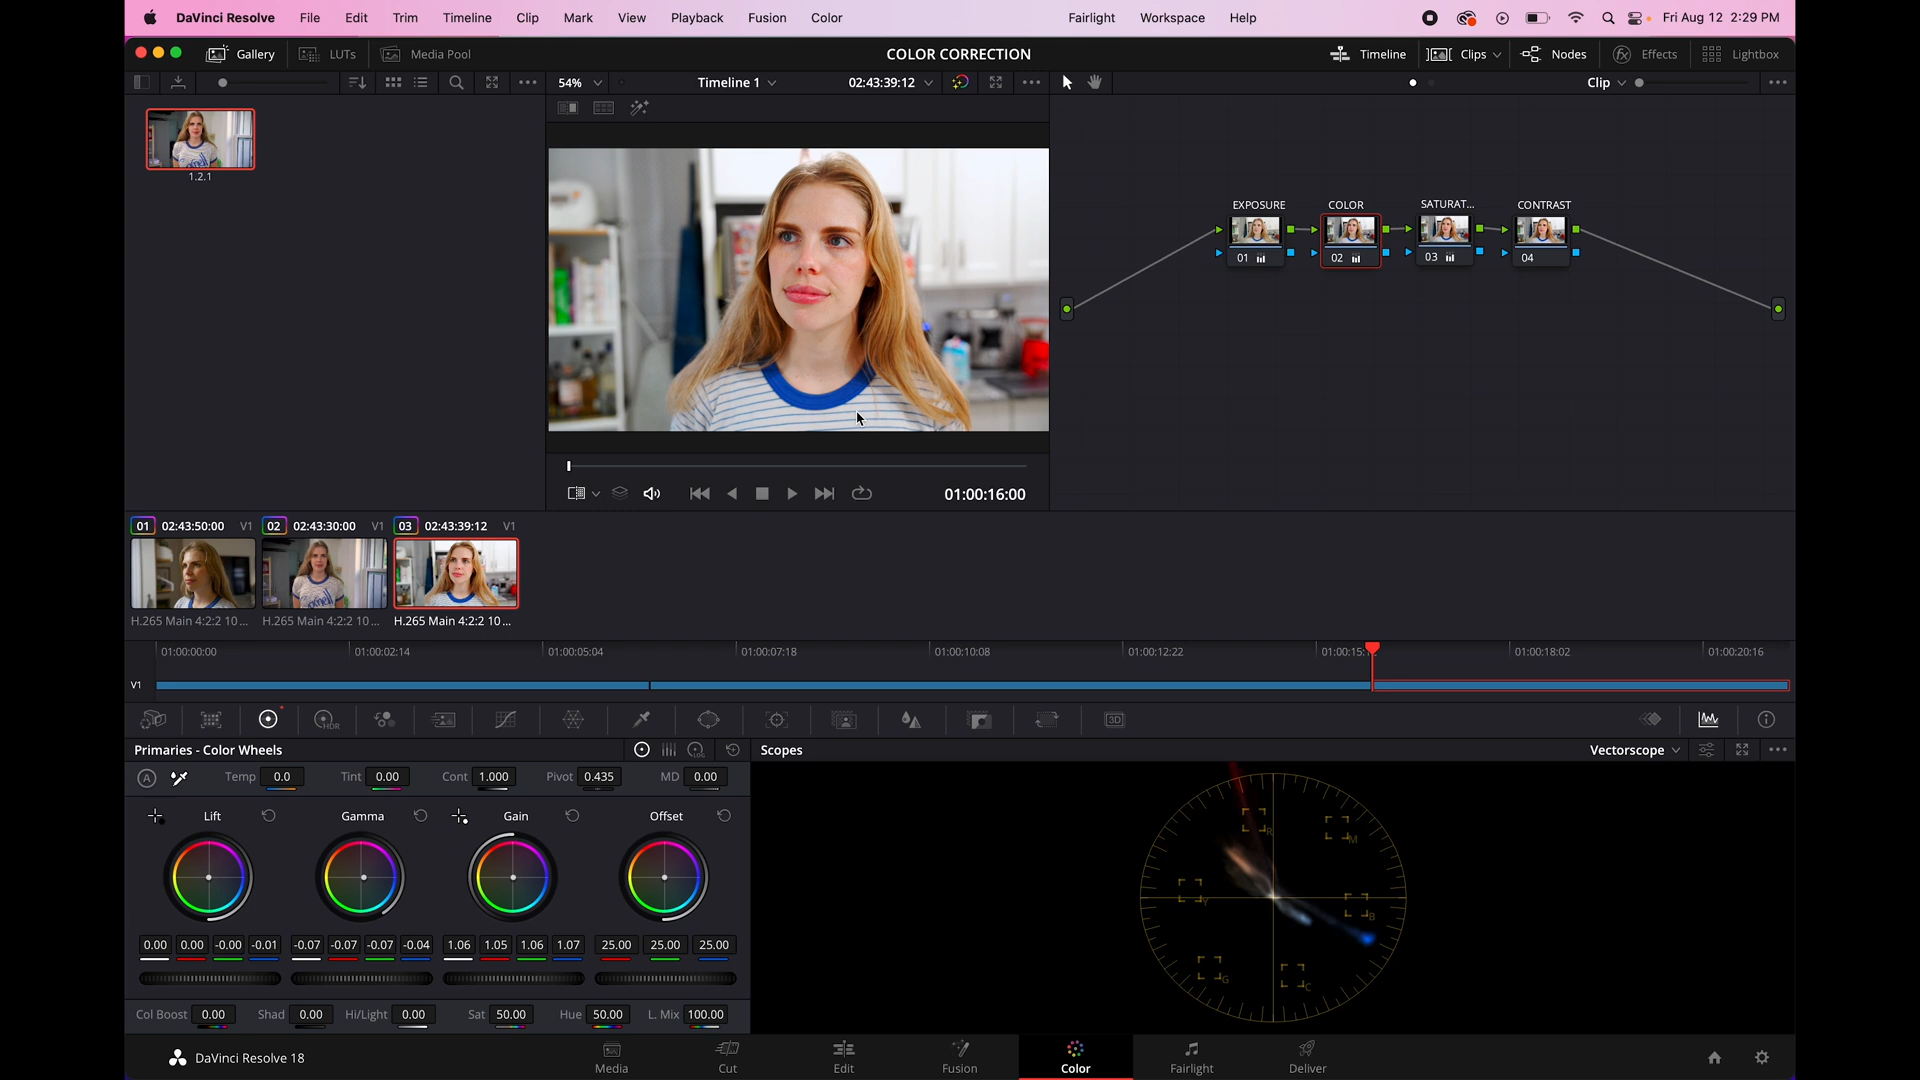 DaVinci Resolve File Edit Trim Timeline Clip Mark View Playback Fusion Color Fairlight Workspace Help Fri Aug 12 2:29 PM
Gallery LUTs Media Pool COLOR CORRECTION Timeline Clips Nodes Effects Lightbox
54% Timeline 1 02:43:39:12 Clip
1.2.1
EXPOSURE COLOR SATURAT... CONTRAST
01 02 03 04
01:00:16:00
01 02:43:50:00 V1 02 02:43:30:00 V1 03 02:43:39:12 V1
H.265 Main 4:2:2 10... H.265 Main 4:2:2 10... H.265 Main 4:2:2 10...
01:00:00:00 01:00:02:14 01:00:05:04 01:00:07:18 01:00:10:08 01:00:12:22 01:00:15:1 01:00:18:02 01:00:20:16
V1
HDR LOG 3D
Primaries - Color Wheels Scopes Vectorscope
A Temp 0.0 Tint 0.00 Cont 1.000 Pivot 0.435 MD 0.00
Lift Gamma Gain Offset
R M Y B G C
0.00 0.00 -0.00 -0.01 -0.07 -0.07 -0.07 -0.04 1.06 1.05 1.06 1.07 25.00 25.00 25.00
Col Boost 0.00 Shad 0.00 Hi/Light 0.00 Sat 50.00 Hue 50.00 L. Mix 100.00
DaVinci Resolve 18 Media Cut Edit Fusion Color Fairlight Deliver